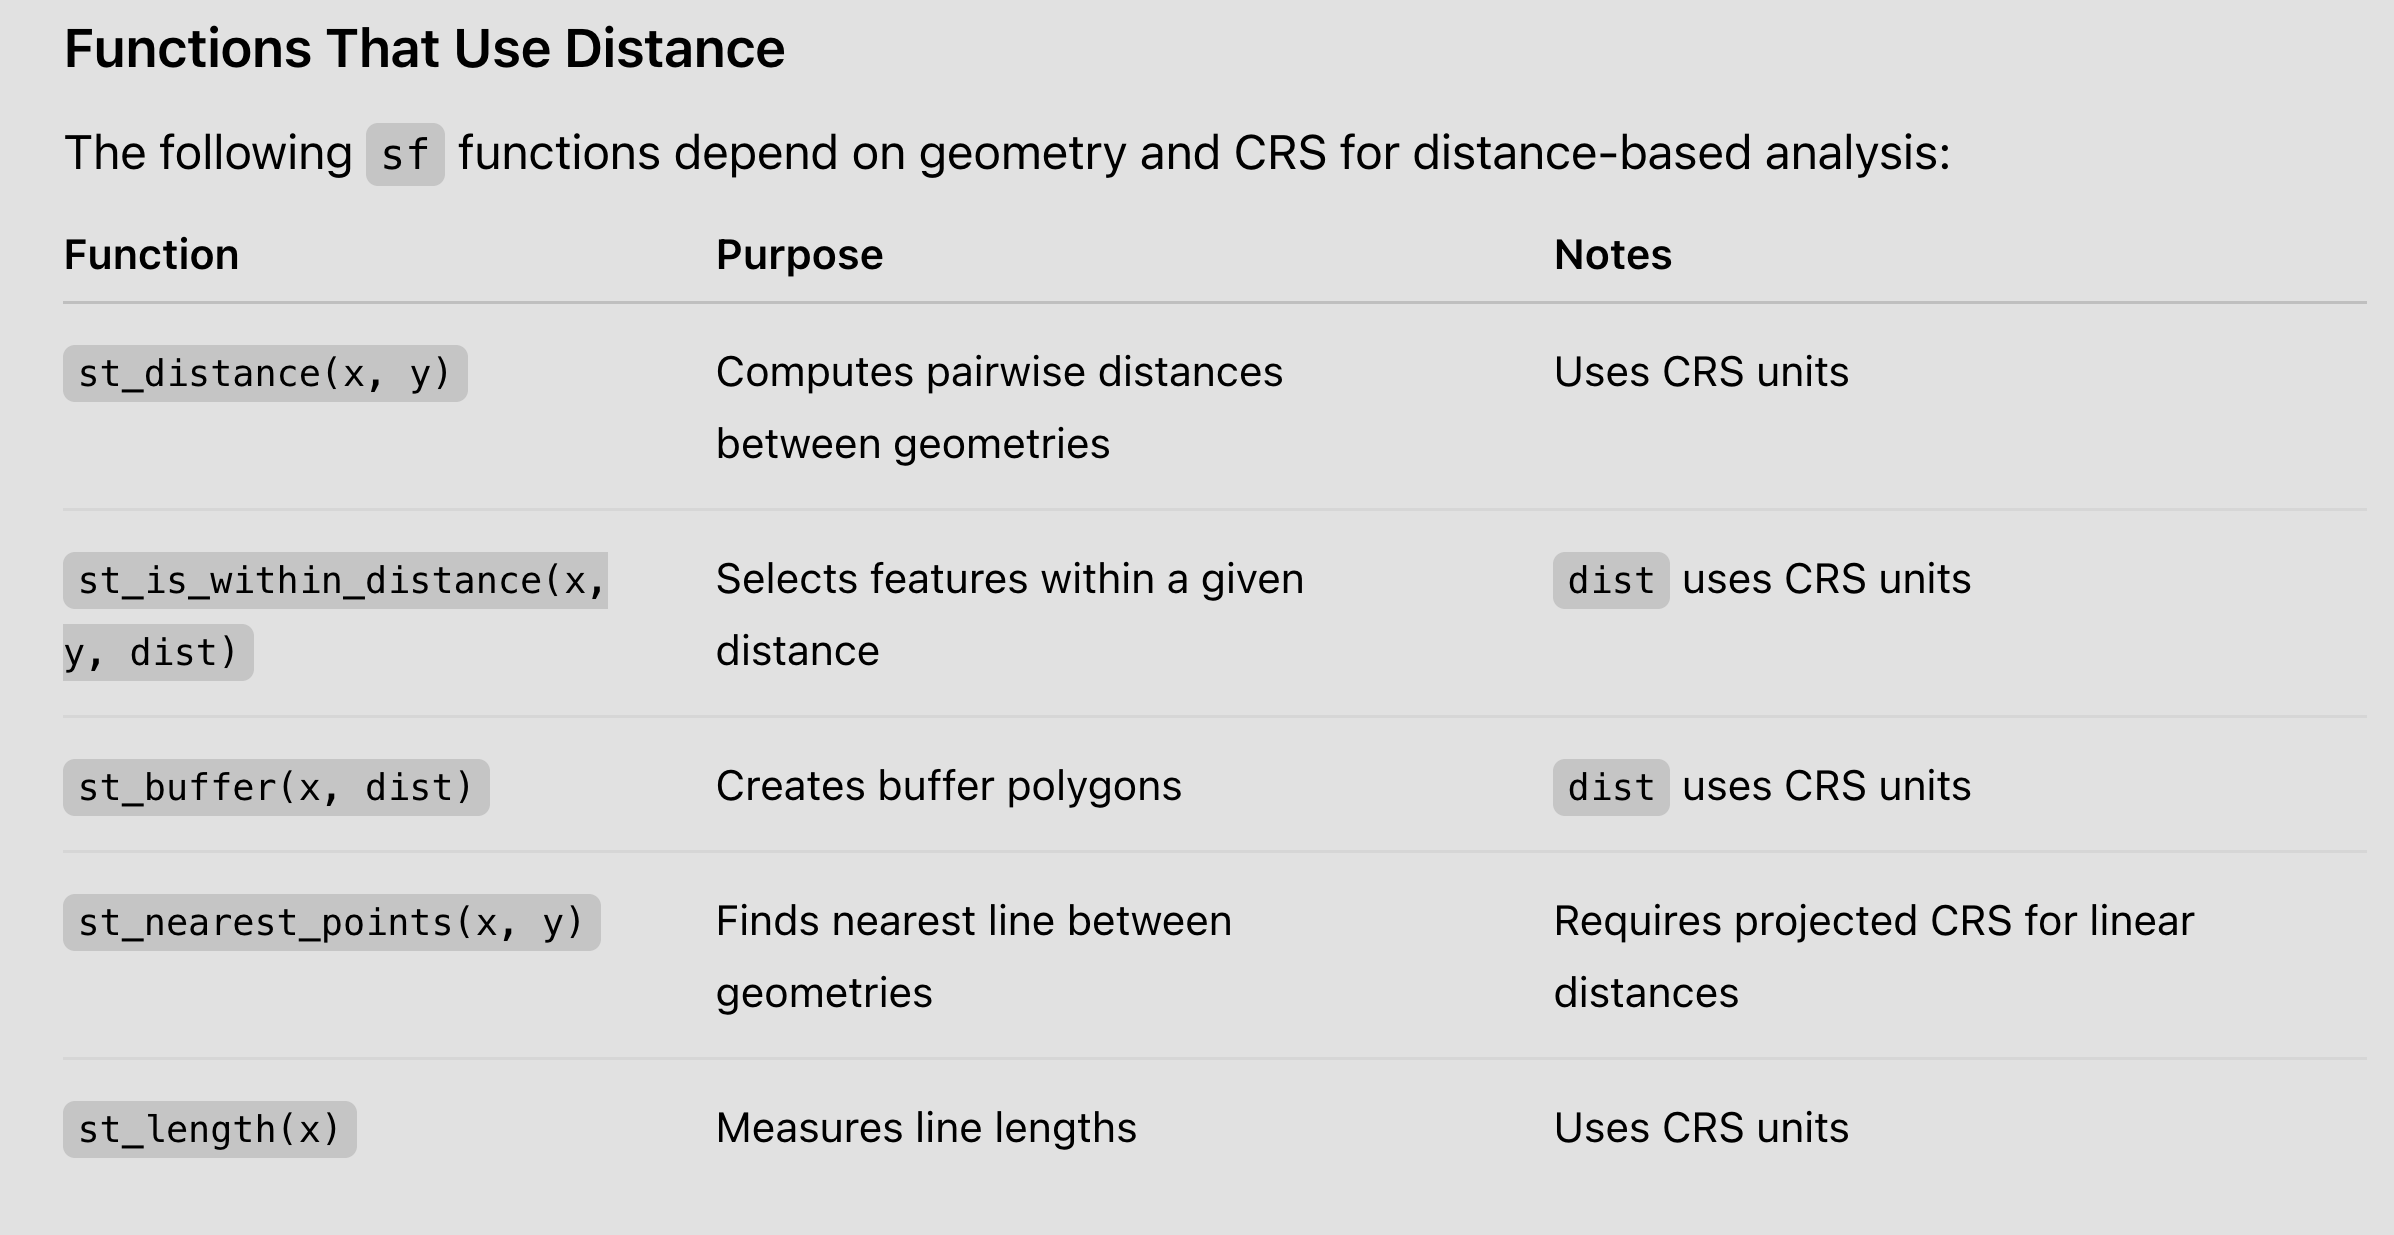 Functions That Use Distance
The following sf functions depend on geometry and CRS for distance-based analysis:
Function Purpose Notes
st_distance(x, y) Computes pairwise distances Uses CRS units
between geometries
st_is_within_distance(x, Selects features within a given dist uses CRS units
y, dist) distance
st_buffer(x, dist) Creates buffer polygons dist uses CRS units
st_nearest_points(x, y) Finds nearest line between Requires projected CRS for linear
geometries distances
st_length(x) Measures line lengths Uses CRS units